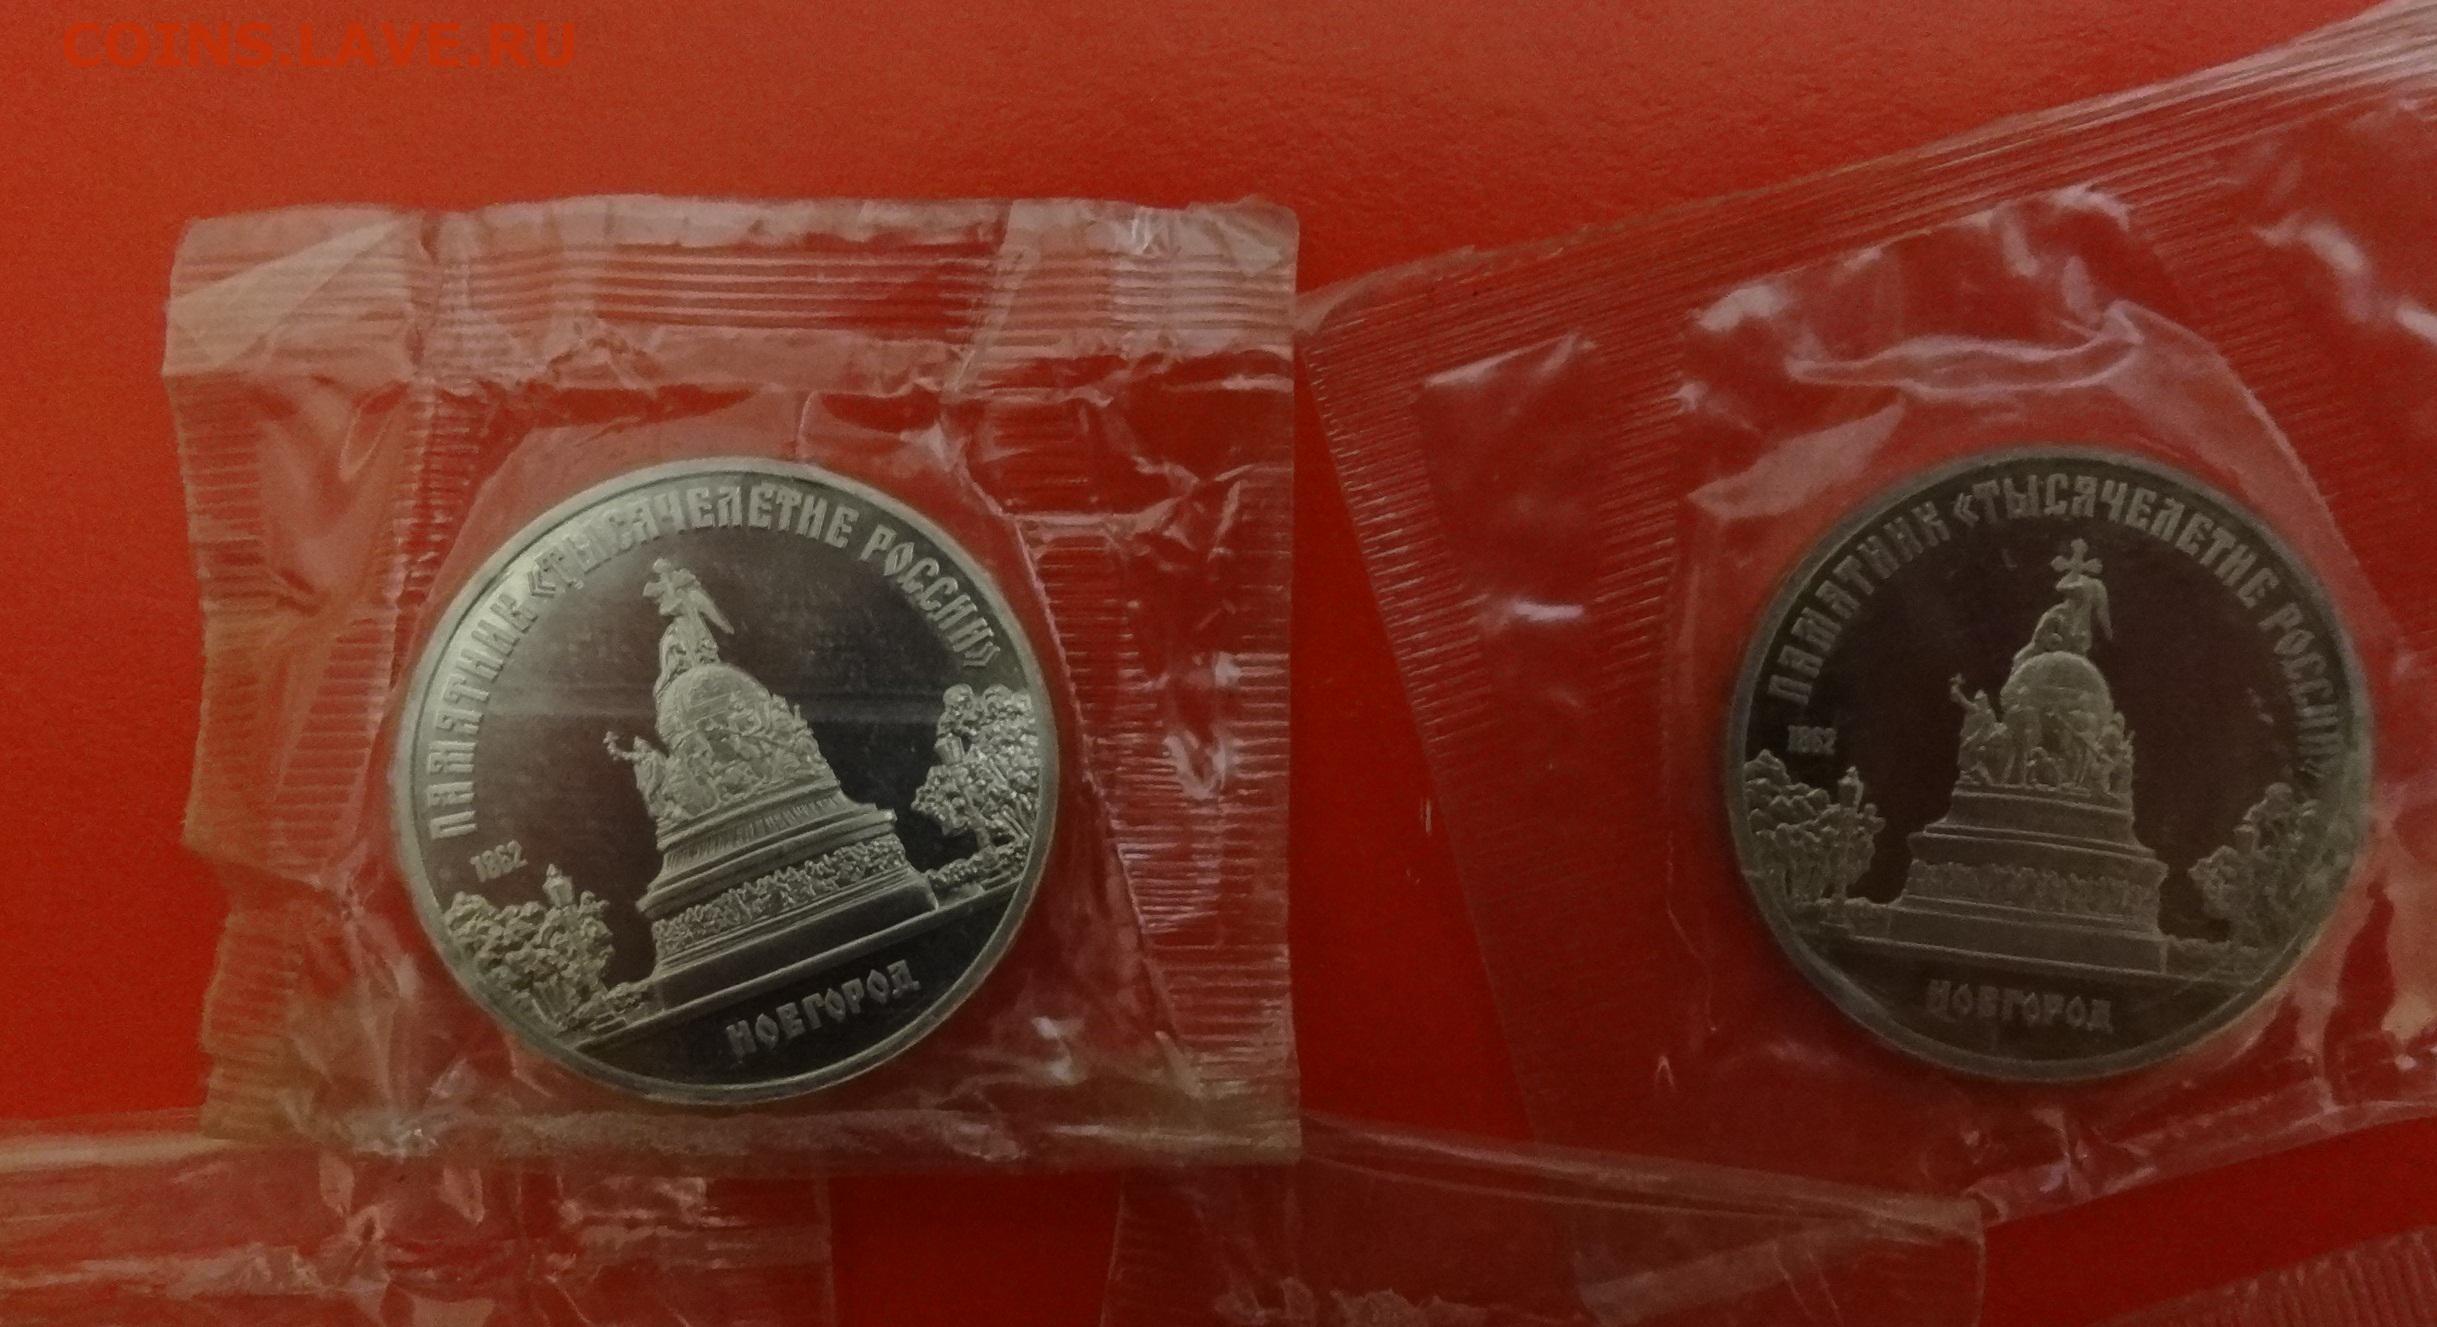 COINS.LAVE.RU
ПАМЯТНИК «ТЫСЯЧЕЛЕТИЕ РОССИИ»
1862
НОВГОРОД
ПАМЯТНИК «ТЫСЯЧЕЛЕТИЕ РОССИИ»
1862
НОВГОРОД